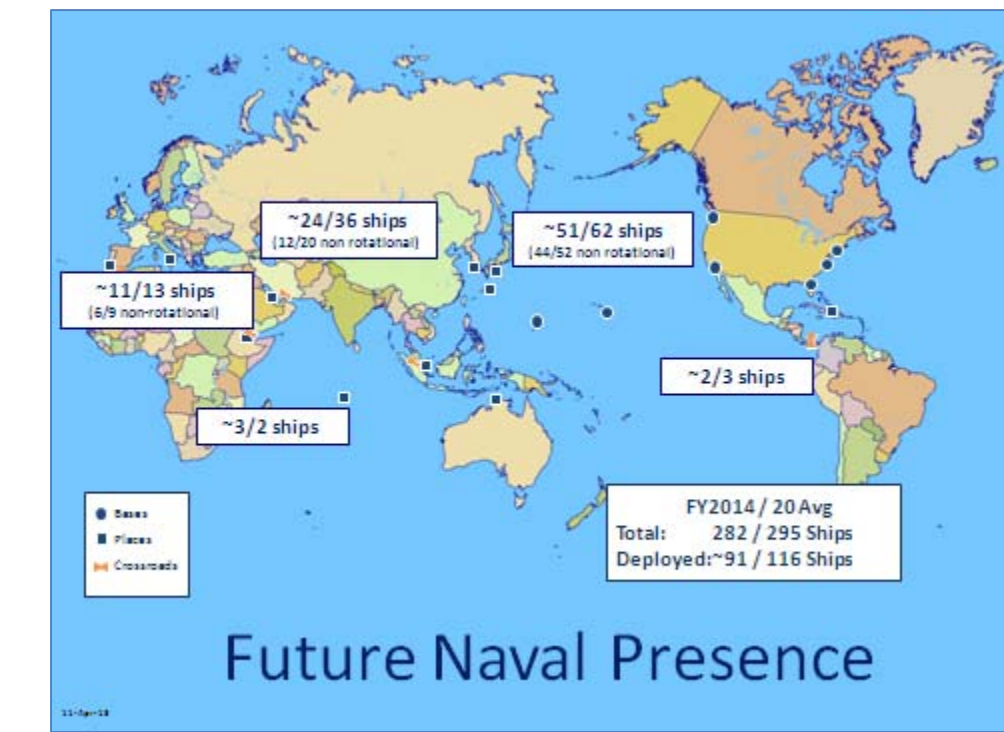 ~24/36 ships
(12/20 non rotational)
~51/62 ships
(44/52 non rotational)
~11/13 ships
(6/9 non-rotational)
~2/3 ships
~3/2 ships
Bases
Places
Crossroads
FY2014 / 20 Avg
Total: 282 / 295 Ships
Deployed:~91 / 116 Ships
Future Naval Presence